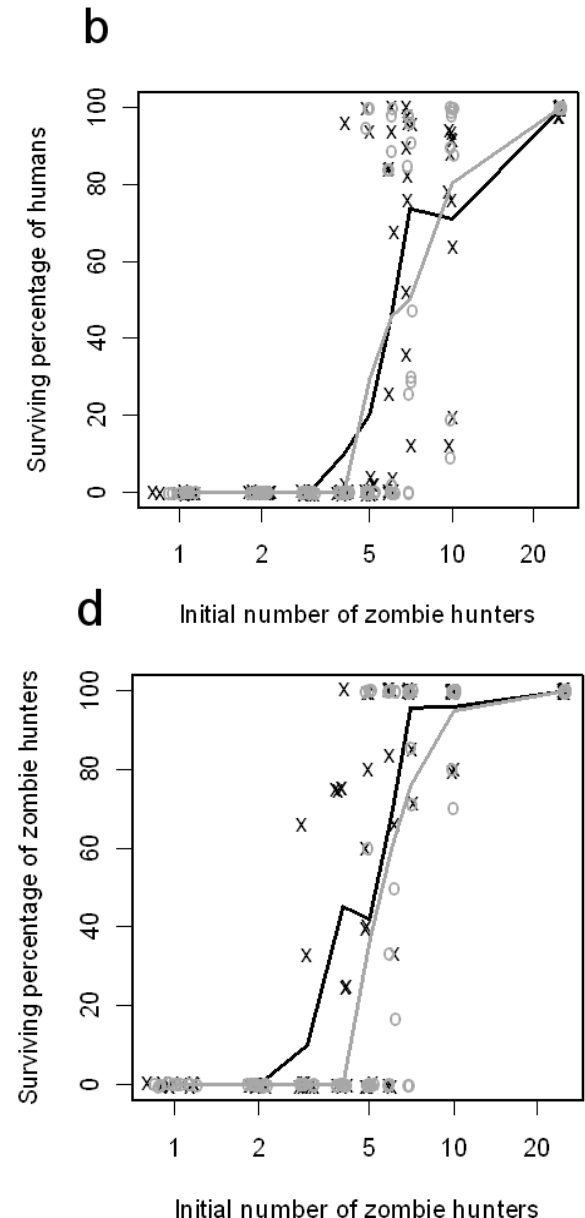 b
Surviving percentage of humans
100
80
60
40
20
0
1 2 5 10 20
Initial number of zombie hunters
d
Surviving percentage of zombie hunters
100
80
60
40
20
0
1 2 5 10 20
Initial number of zombie hunters